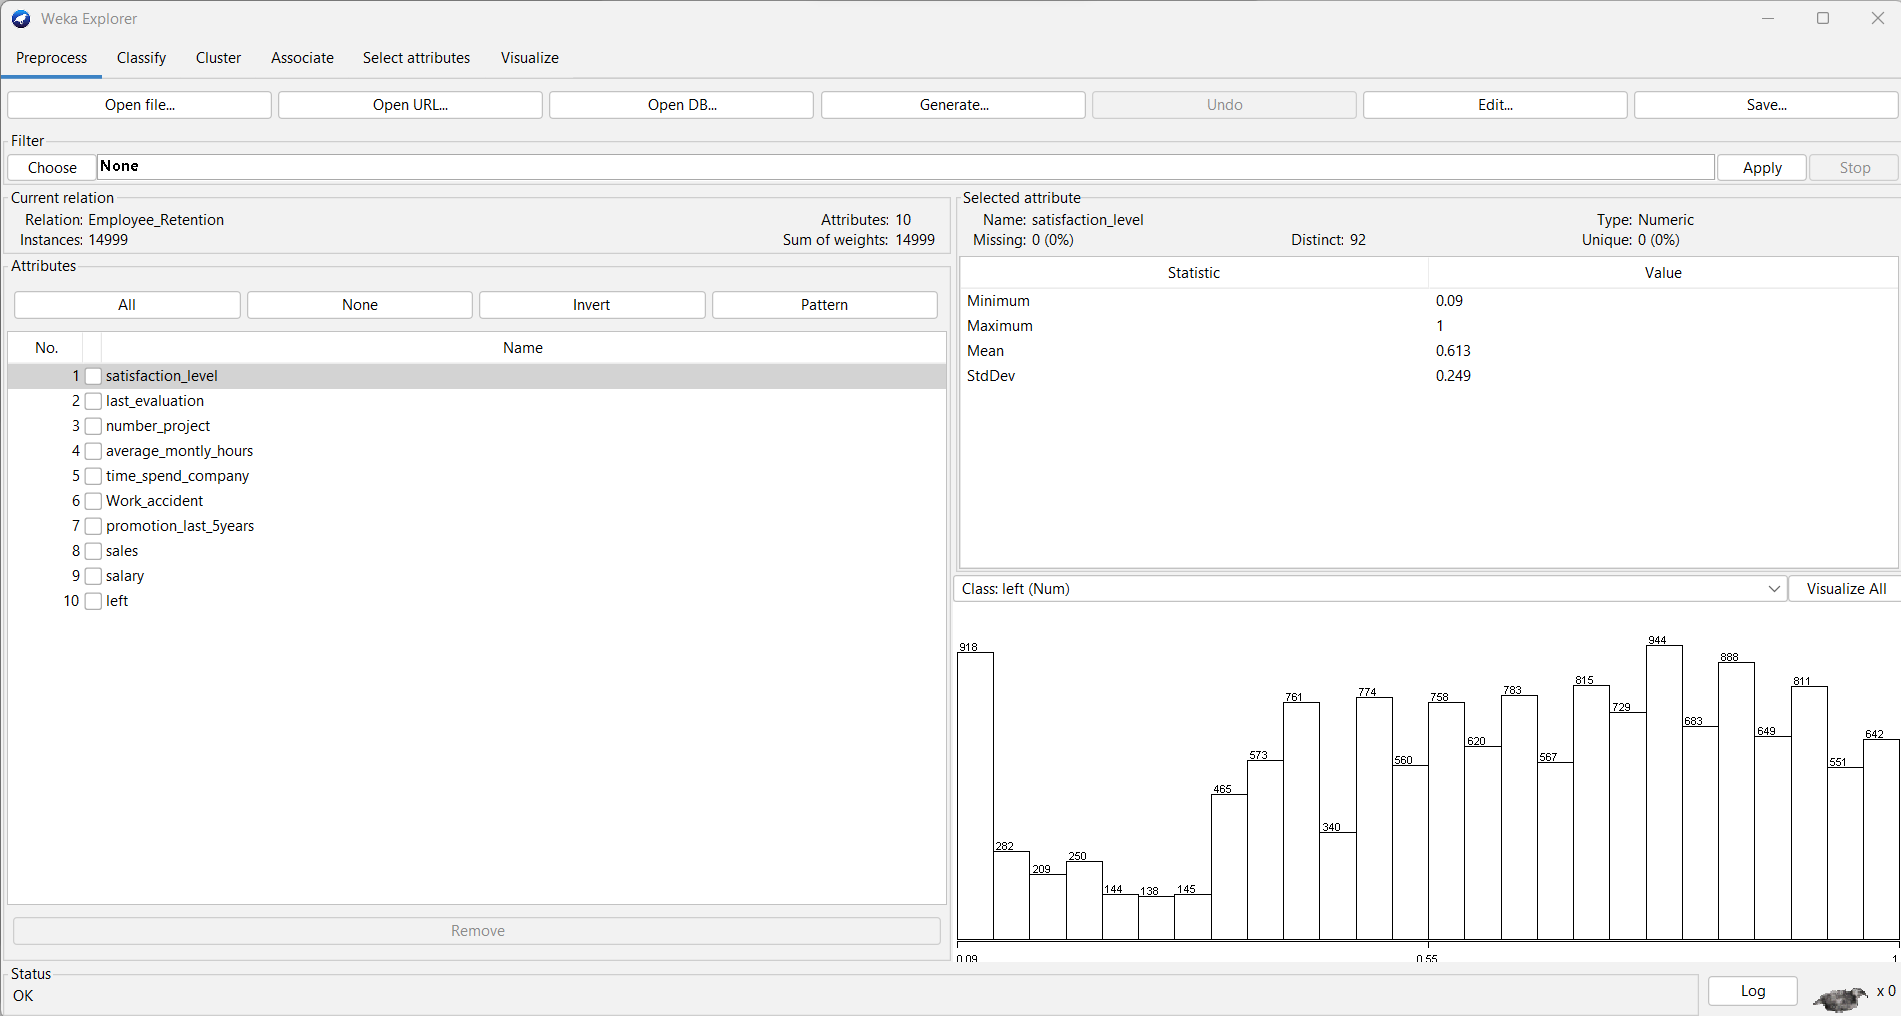 Weka Explorer
Preprocess Classify Cluster Associate Select attributes Visualize
Open file... Open URL... Open DB... Generate... Undo Edit... Save...
Filter
Choose None Apply Stop
Current relation
Relation: Employee_Retention Attributes: 10
Instances: 14999 Sum of weights: 14999
Attributes
All None Invert Pattern
No. Name
1 satisfaction_level
2 last_evaluation
3 number_project
4 average_montly_hours
5 time_spend_company
6 Work_accident
7 promotion_last_5years
8 sales
9 salary
10 left
Remove
Selected attribute
Name: satisfaction_level Type: Numeric
Missing: 0 (0%) Distinct: 92 Unique: 0 (0%)
Statistic Value
Minimum 0.09
Maximum 1
Mean 0.613
StdDev 0.249
Class: left (Num) Visualize All
918 282 209 250 144 138 145 465 573 761 340 774 560 758 620 783 567 815 729 944 683 888 649 811 551 642
0.09 0.55 1
Status
OK
Log x 0